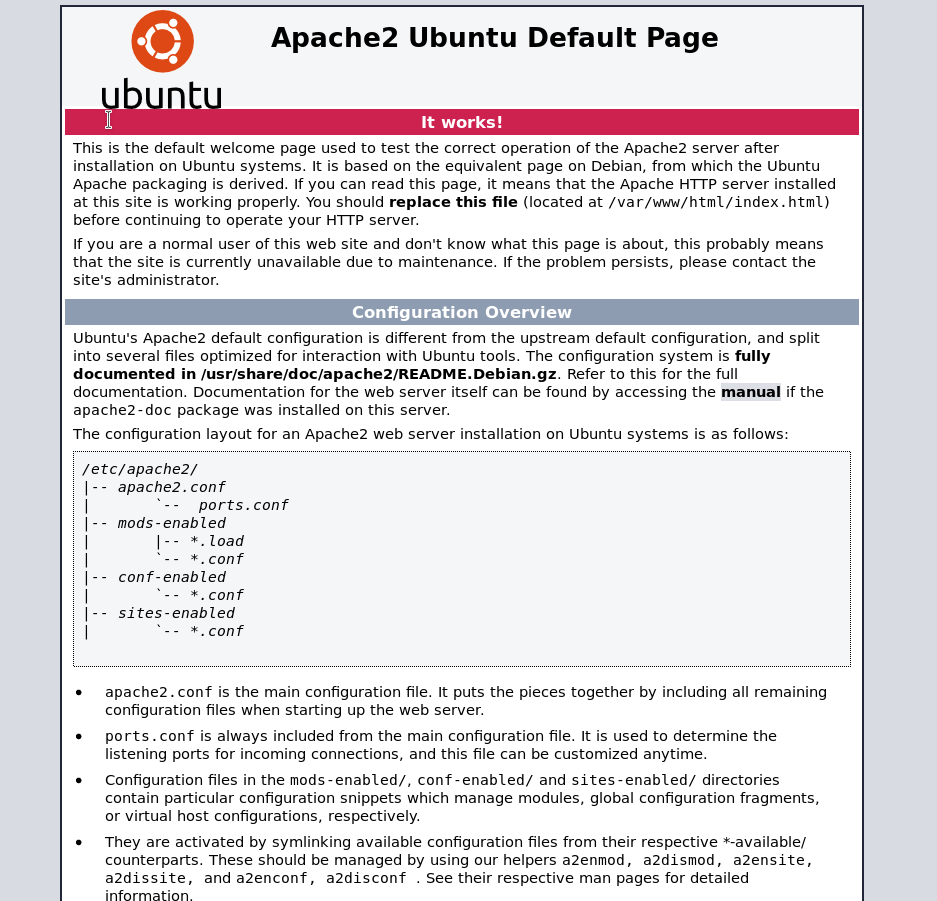 ubuntu
Apache2 Ubuntu Default Page
It works!
This is the default welcome page used to test the correct operation of the Apache2 server after
installation on Ubuntu systems. It is based on the equivalent page on Debian, from which the Ubuntu
Apache packaging is derived. If you can read this page, it means that the Apache HTTP server installed
at this site is working properly. You should replace this file (located at /var/www/html/index.html)
before continuing to operate your HTTP server.
If you are a normal user of this web site and don't know what this page is about, this probably means
that the site is currently unavailable due to maintenance. If the problem persists, please contact the
site's administrator.
Configuration Overview
Ubuntu's Apache2 default configuration is different from the upstream default configuration, and split
into several files optimized for interaction with Ubuntu tools. The configuration system is fully
documented in /usr/share/doc/apache2/README.Debian.gz. Refer to this for the full
documentation. Documentation for the web server itself can be found by accessing the manual if the
apache2-doc package was installed on this server.
The configuration layout for an Apache2 web server installation on Ubuntu systems is as follows:
/etc/apache2/
|-- apache2.conf
|       `--  ports.conf
|-- mods-enabled
|       |-- *.load
|       `-- *.conf
|-- conf-enabled
|       `-- *.conf
|-- sites-enabled
|       `-- *.conf
• apache2.conf is the main configuration file. It puts the pieces together by including all remaining
configuration files when starting up the web server.
• ports.conf is always included from the main configuration file. It is used to determine the
listening ports for incoming connections, and this file can be customized anytime.
• Configuration files in the mods-enabled/, conf-enabled/ and sites-enabled/ directories
contain particular configuration snippets which manage modules, global configuration fragments,
or virtual host configurations, respectively.
• They are activated by symlinking available configuration files from their respective *-available/
counterparts. These should be managed by using our helpers a2enmod, a2dismod, a2ensite,
a2dissite, and a2enconf, a2disconf . See their respective man pages for detailed
information.